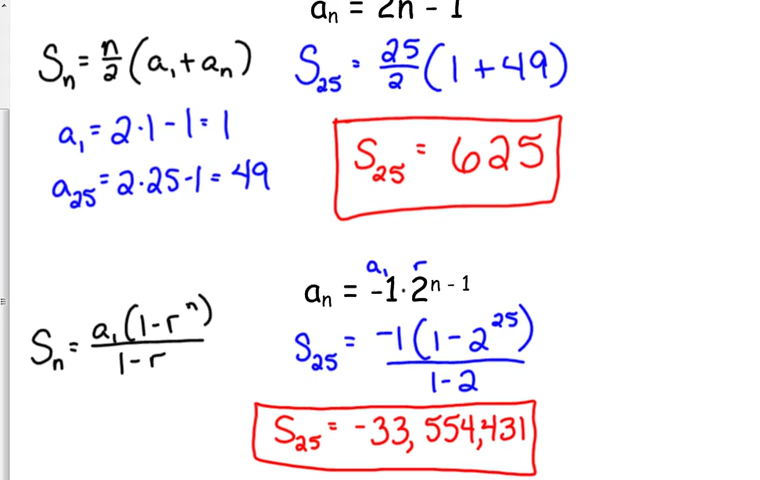 aₙ = 2n - 1
Sₙ = n/2 (a₁ + aₙ)
S₂₅ = 25/2 (1 + 49)
a₁ = 2·1 - 1 = 1
a₂₅ = 2·25-1 = 49
S₂₅ = 625
a₁ r
aₙ = -1·2ⁿ⁻¹
Sₙ = a₁(1-rⁿ)/1-r
S₂₅ = -1(1-2²⁵)/1-2
S₂₅ = -33,554,431